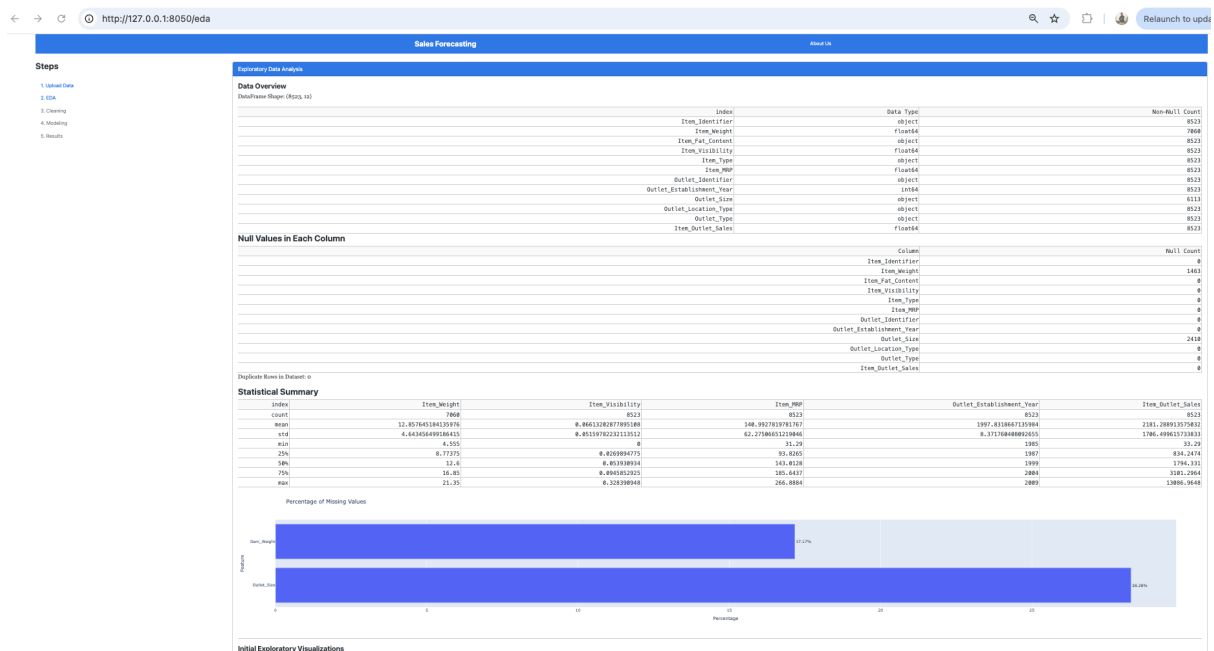 http://127.0.0.1:8050/eda
Relaunch to upda
Sales Forecasting
About Us
Steps
1. Upload Data
2. EDA
3. Cleaning
4. Modeling
5. Results
Exploratory Data Analysis
Data Overview
DataFrame Shape: (8523, 12)
index Data Type Non-Null Count
Item_Identifier object 8523
Item_Weight float64 7060
Item_Fat_Content object 8523
Item_Visibility float64 8523
Item_Type object 8523
Item_MRP float64 8523
Outlet_Identifier object 8523
Outlet_Establishment_Year int64 8523
Outlet_Size object 6113
Outlet_Location_Type object 8523
Outlet_Type object 8523
Item_Outlet_Sales float64 8523
Null Values in Each Column
Column Null Count
Item_Identifier 0
Item_Weight 1463
Item_Fat_Content 0
Item_Visibility 0
Item_Type 0
Item_MRP 0
Outlet_Identifier 0
Outlet_Establishment_Year 0
Outlet_Size 2410
Outlet_Location_Type 0
Outlet_Type 0
Item_Outlet_Sales 0
Duplicate Rows in Dataset: 0
Statistical Summary
index Item_Weight Item_Visibility Item_MRP Outlet_Establishment_Year Item_Outlet_Sales
count 7060 8523 8523 8523 8523
mean 12.857645184135976 0.06613202877895108 140.9927819781767 1997.8318667135984 2181.288913575032
std 4.643456499186415 0.05159782232113512 62.27506651219046 8.371760408092655 1706.499615733833
min 4.555 0 31.29 1985 33.29
25% 8.77375 0.0269894775 93.8265 1987 834.2474
50% 12.6 0.053930934 143.0128 1999 1794.331
75% 16.85 0.0945852925 185.6437 2004 3101.2964
max 21.35 0.328390948 266.8884 2009 13086.9648
Percentage of Missing Values
Item_Weight 17.17%
Feature
Outlet_Size 28.28%
0 5 10 15 20 25
Percentage
Initial Exploratory Visualizations